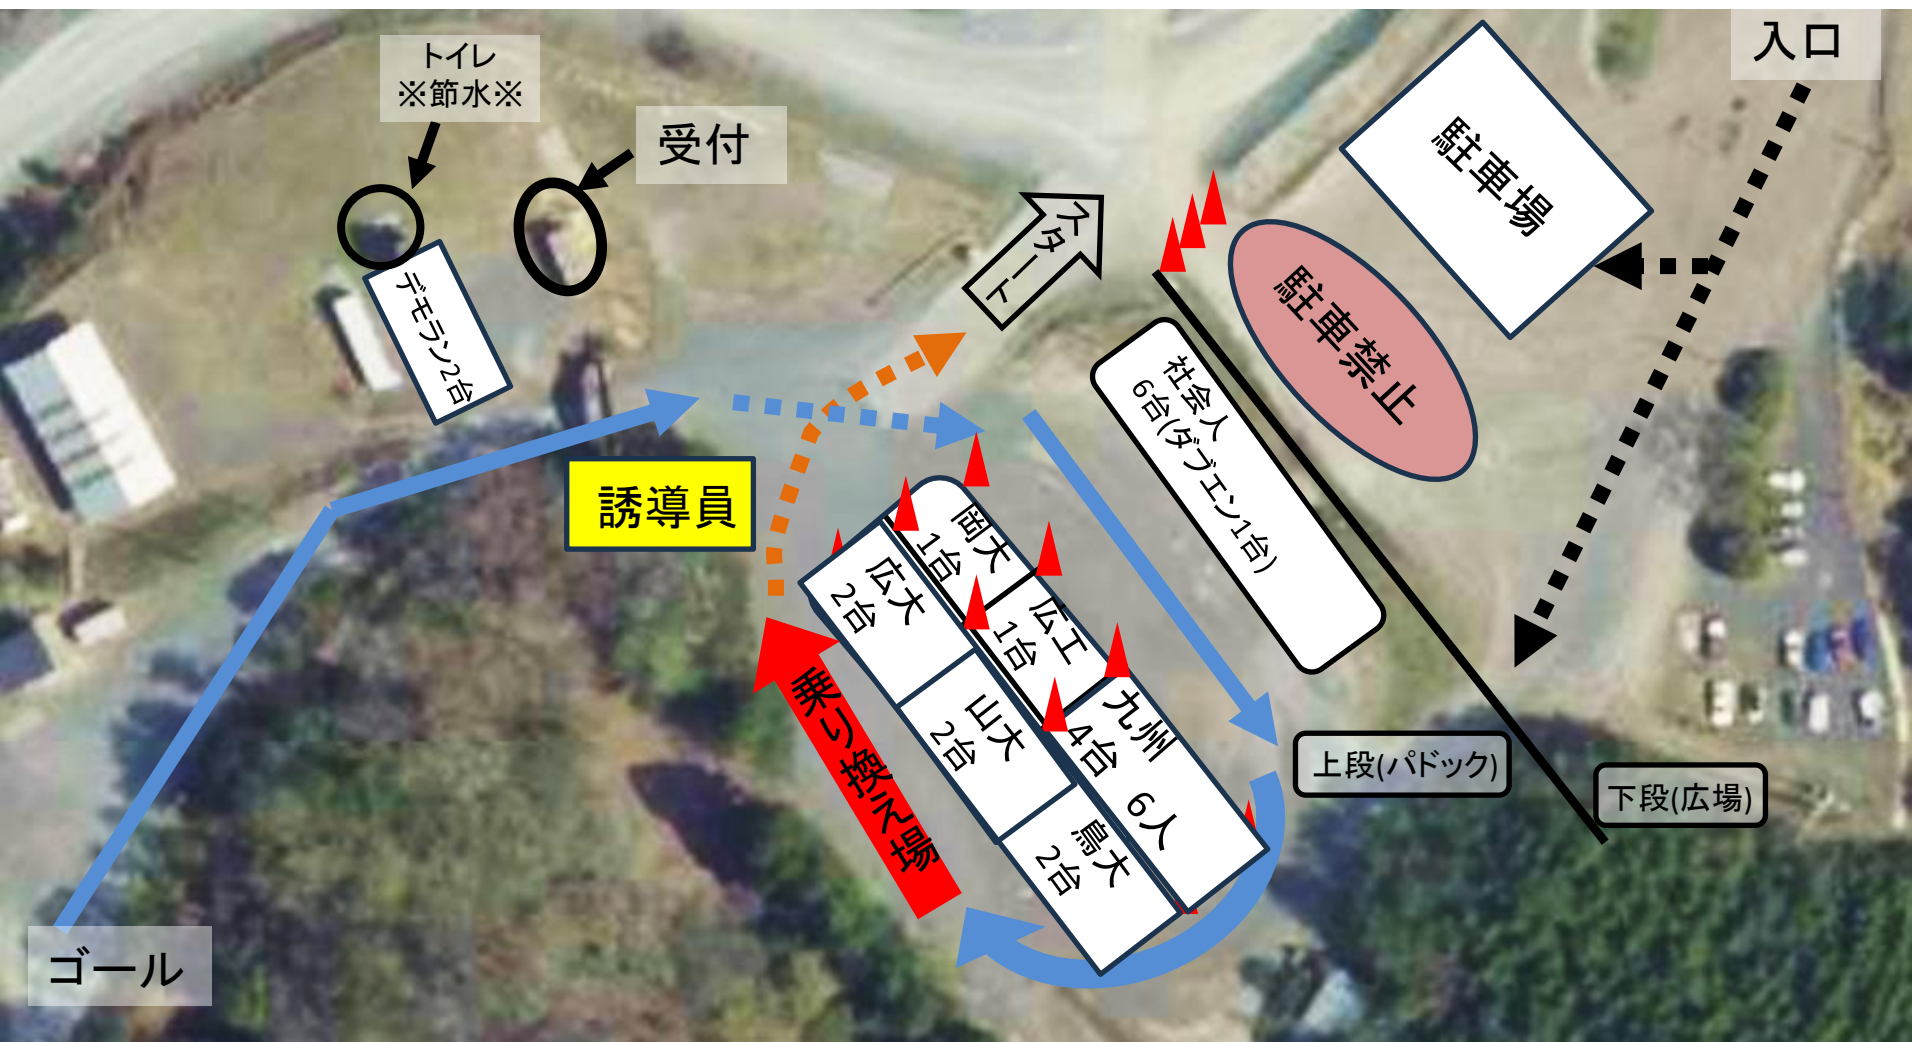 トイレ
※節水※
受付
入口
駐車場
スタート
駐車禁止
デモラン2台
社会人
6台(ダブエン1台)
誘導員
岡大
1台
広大
2台
広工
1台
山大
2台
九州
4台 6人
鳥大
2台
乗り換え場
上段(パドック)
下段(広場)
ゴール